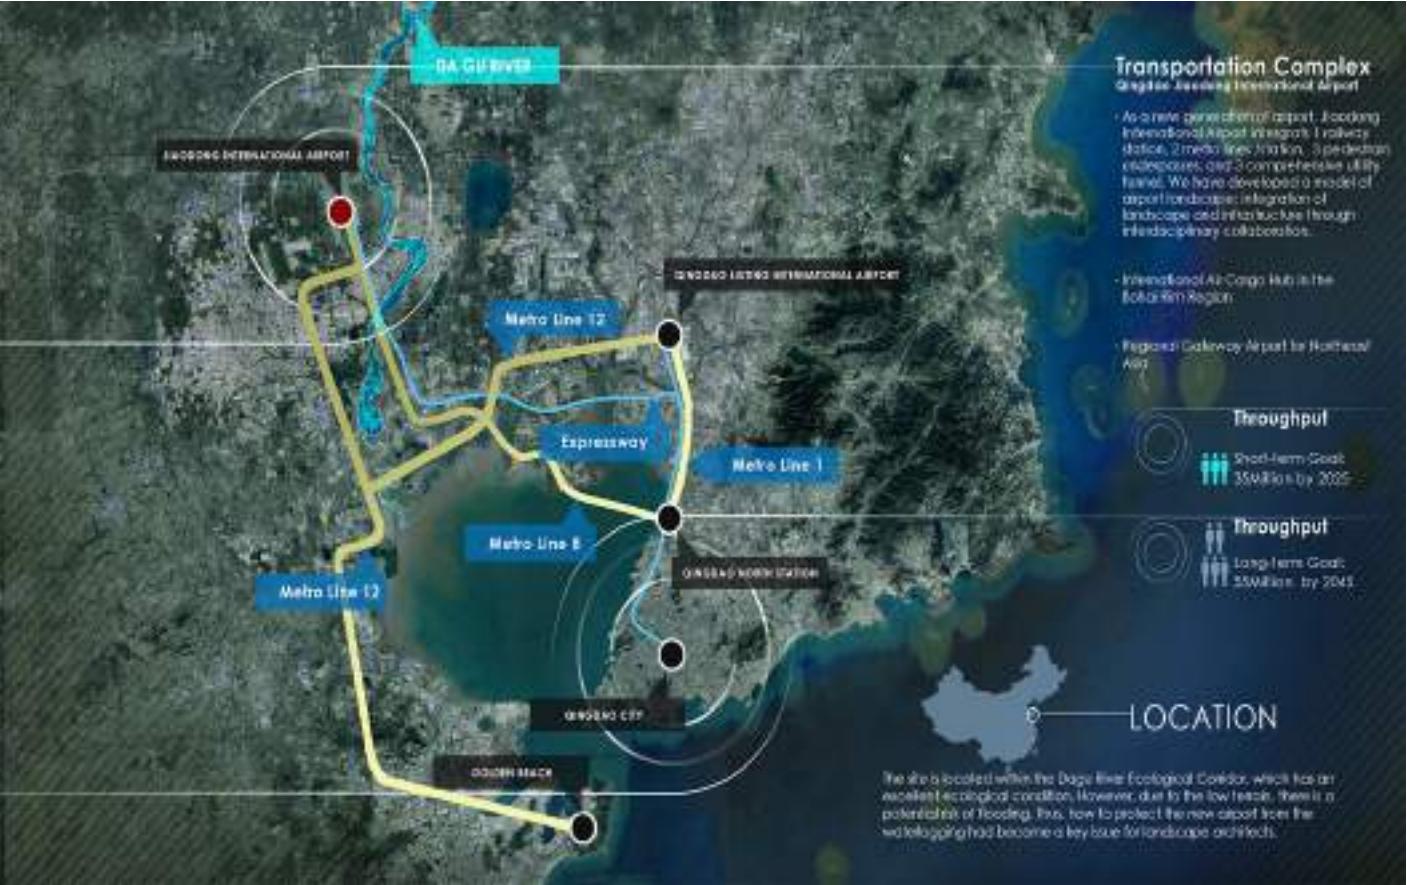 DA GU RIVER
Transportation Complex
Qingdao Jiaodong International Airport
JIAODONG INTERNATIONAL AIRPORT
· As a new generation of airport, Jiaodong
International Airport intergrats 1 railway
station, 2 metro lines /station, 3 pedestrian
underpasses, and 3 comprehensive utility
tunnel. We have developed a model of
airport landscape: integration of
landscape and infrastructure through
interdisciplinary collaboration.
· International Air Cargo Hub in the
Bohai Rim Region
· Regional Gateway Airport for Northeast
Asia
QINGDAO LIUTING INTERNATIONAL AIRPORT
Metro Line 12
Expressway
Metro Line 1
Throughput
Short-term Goal:
35Million by 2025
Metro Line 8
QINGDAO NORTH STATION
Throughput
Long-term Goal:
55Million by 2045
Metro Line 12
QINGDAO CITY
GOLDEN BEACH
LOCATION
The site is located within the Dagu River Ecological Corridor, which has an
excellent ecological condition. However, due to the low terrain, there is a
potential risk of flooding. Thus, how to protect the new airport from the
waterlogging had become a key issue for landscape architects.